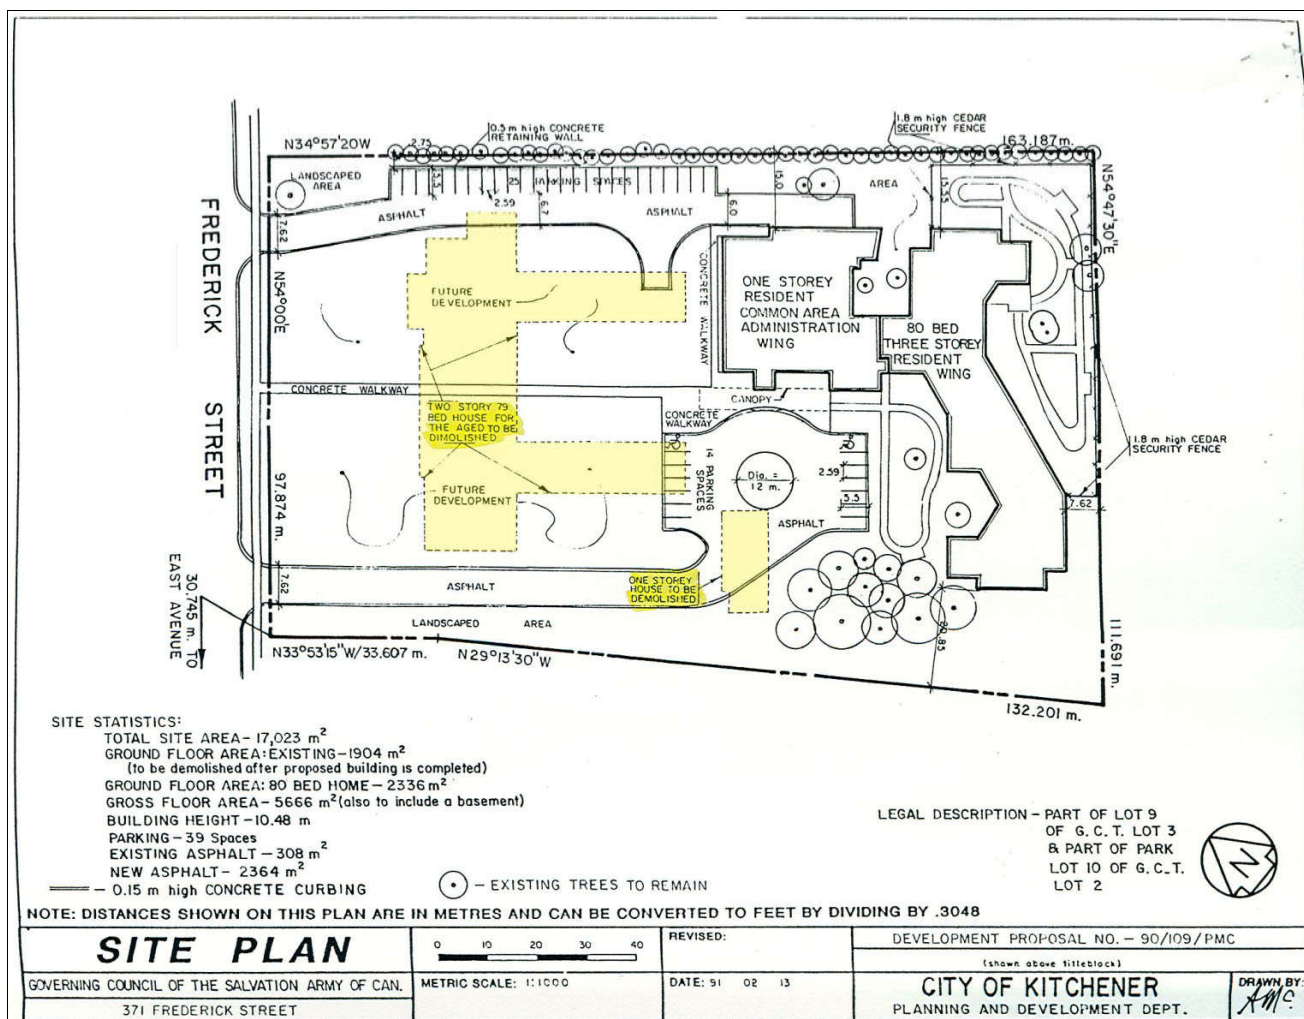 0.5 m high CONCRETE
RETAINING WALL
1.8 m high CEDAR
SECURITY FENCE
N34°57'20W
2.75
163.187m.
N54°47'30"E
LANDSCAPED
AREA
5.5
25 PARKING SPACES
2.59
6.7
ASPHALT
ASPHALT
6.0
15.0
AREA
15.55
7.62
FREDERICK STREET
N54°00'E
FUTURE
DEVELOPMENT
CONCRETE WALKWAY
ONE STOREY
RESIDENT
COMMON AREA
ADMINISTRATION
WING
80 BED
THREE STOREY
RESIDENT
WING
CONCRETE WALKWAY
CANOPY
TWO STORY 79
BED HOUSE FOR
THE AGED TO BE
DIMOLISHED
CONCRETE
WALKWAY
1.8 m high CEDAR
SECURITY FENCE
14 PARKING
SPACES
Dia. =
12 m.
2.59
5.5
7.62
97.874 m.
FUTURE
DEVELOPMENT
ASPHALT
7.62
ASPHALT
ONE STOREY
HOUSE TO BE
DEMOLISHED
LANDSCAPED AREA
30.745 m. TO
EAST AVENUE
N33°53'15"W/33.607 m.
N29°13'30"W
111.691 m.
132.201 m.
SITE STATISTICS:
TOTAL SITE AREA- 17,023 m²
GROUND FLOOR AREA: EXISTING-1904 m²
(to be demolished after proposed building is completed)
GROUND FLOOR AREA: 80 BED HOME - 2336 m²
GROSS FLOOR AREA - 5666 m² (also to include a basement)
BUILDING HEIGHT -10.48 m
PARKING - 39 Spaces
EXISTING ASPHALT - 308 m²
NEW ASPHALT - 2364 m²
- 0.15 m high CONCRETE CURBING
- EXISTING TREES TO REMAIN
LEGAL DESCRIPTION - PART OF LOT 9
OF G. C. T. LOT 3
& PART OF PARK
LOT 10 OF G. C. T.
LOT 2
N
NOTE: DISTANCES SHOWN ON THIS PLAN ARE IN METRES AND CAN BE CONVERTED TO FEET BY DIVIDING BY .3048
SITE PLAN
GOVERNING COUNCIL OF THE SALVATION ARMY OF CAN.
371 FREDERICK STREET
0 10 20 30 40
METRIC SCALE: 1:1000
REVISED:
DATE: 91 02 13
DEVELOPMENT PROPOSAL NO. - 90/109/PMC
(shown above titleblock)
CITY OF KITCHENER
PLANNING AND DEVELOPMENT DEPT.
DRAWN BY:
AMC.